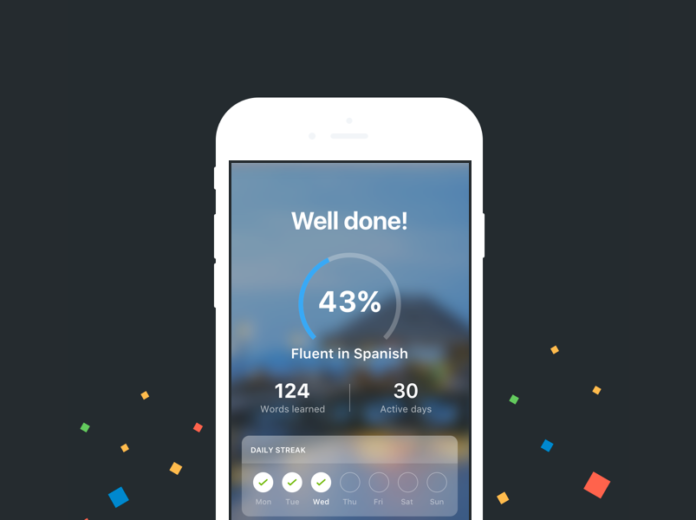 Well done!
43%
Fluent in Spanish
124
Words learned
30
Active days
DAILY STREAK
Mon Tue Wed Thu Fri Sat Sun